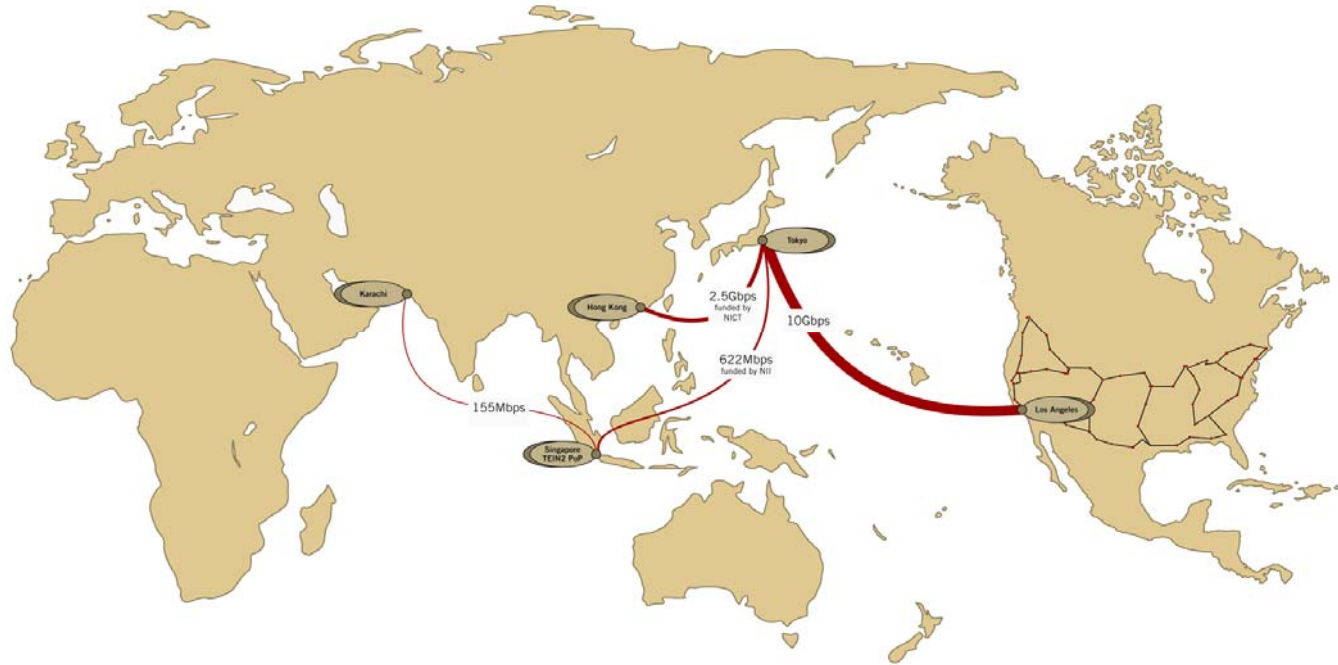 Tokyo
Karachi
Hong Kong
2.5Gbps
funded by
NICT
10Gbps
622Mbps
funded by NII
155Mbps
Los Angeles
Singapore
TEIN2 PoP